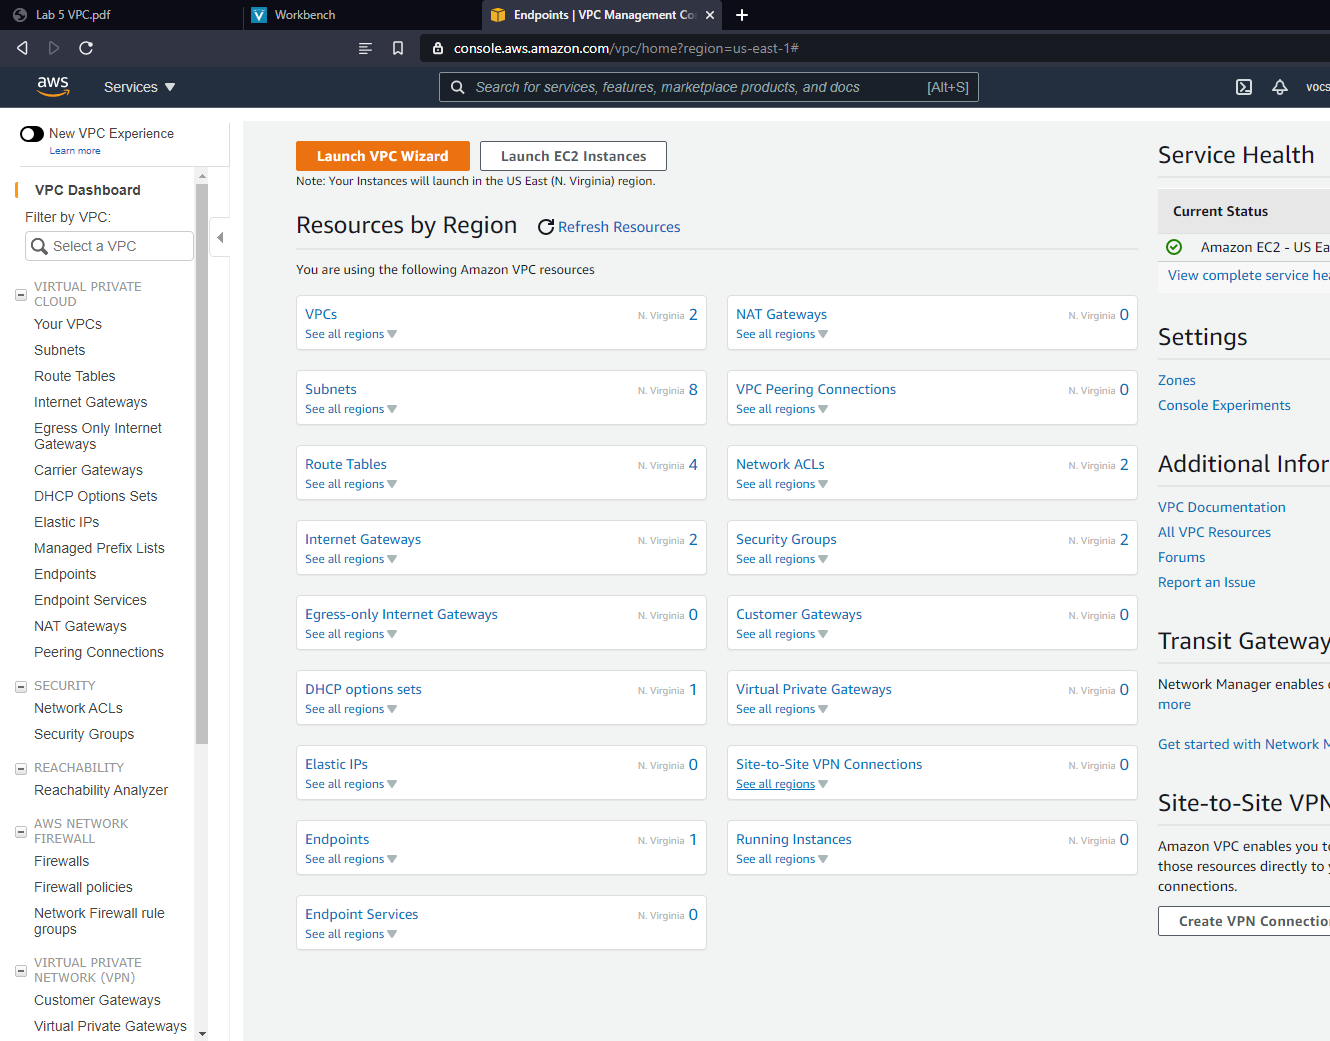 Lab 5 VPC.pdf
Workbench
Endpoints | VPC Management Co
console.aws.amazon.com/vpc/home?region=us-east-1#
aws
Services
Search for services, features, marketplace products, and docs
[Alt+S]
vocs
New VPC Experience
Learn more
VPC Dashboard
Filter by VPC:
Select a VPC
VIRTUAL PRIVATE
CLOUD
Your VPCs
Subnets
Route Tables
Internet Gateways
Egress Only Internet
Gateways
Carrier Gateways
DHCP Options Sets
Elastic IPs
Managed Prefix Lists
Endpoints
Endpoint Services
NAT Gateways
Peering Connections
SECURITY
Network ACLs
Security Groups
REACHABILITY
Reachability Analyzer
AWS NETWORK
FIREWALL
Firewalls
Firewall policies
Network Firewall rule
groups
VIRTUAL PRIVATE
NETWORK (VPN)
Customer Gateways
Virtual Private Gateways
Launch VPC Wizard
Launch EC2 Instances
Note: Your Instances will launch in the US East (N. Virginia) region.
Resources by Region
Refresh Resources
You are using the following Amazon VPC resources
VPCs N. Virginia 2
See all regions
NAT Gateways N. Virginia 0
See all regions
Subnets N. Virginia 8
See all regions
VPC Peering Connections N. Virginia 0
See all regions
Route Tables N. Virginia 4
See all regions
Network ACLs N. Virginia 2
See all regions
Internet Gateways N. Virginia 2
See all regions
Security Groups N. Virginia 2
See all regions
Egress-only Internet Gateways N. Virginia 0
See all regions
Customer Gateways N. Virginia 0
See all regions
DHCP options sets N. Virginia 1
See all regions
Virtual Private Gateways N. Virginia 0
See all regions
Elastic IPs N. Virginia 0
See all regions
Site-to-Site VPN Connections N. Virginia 0
See all regions
Endpoints N. Virginia 1
See all regions
Running Instances N. Virginia 0
See all regions
Endpoint Services N. Virginia 0
See all regions
Service Health
Current Status
Amazon EC2 - US Ea
View complete service hea
Settings
Zones
Console Experiments
Additional Infor
VPC Documentation
All VPC Resources
Forums
Report an Issue
Transit Gateway
Network Manager enables
more
Get started with Network M
Site-to-Site VPN
Amazon VPC enables you to
those resources directly to
connections.
Create VPN Connection